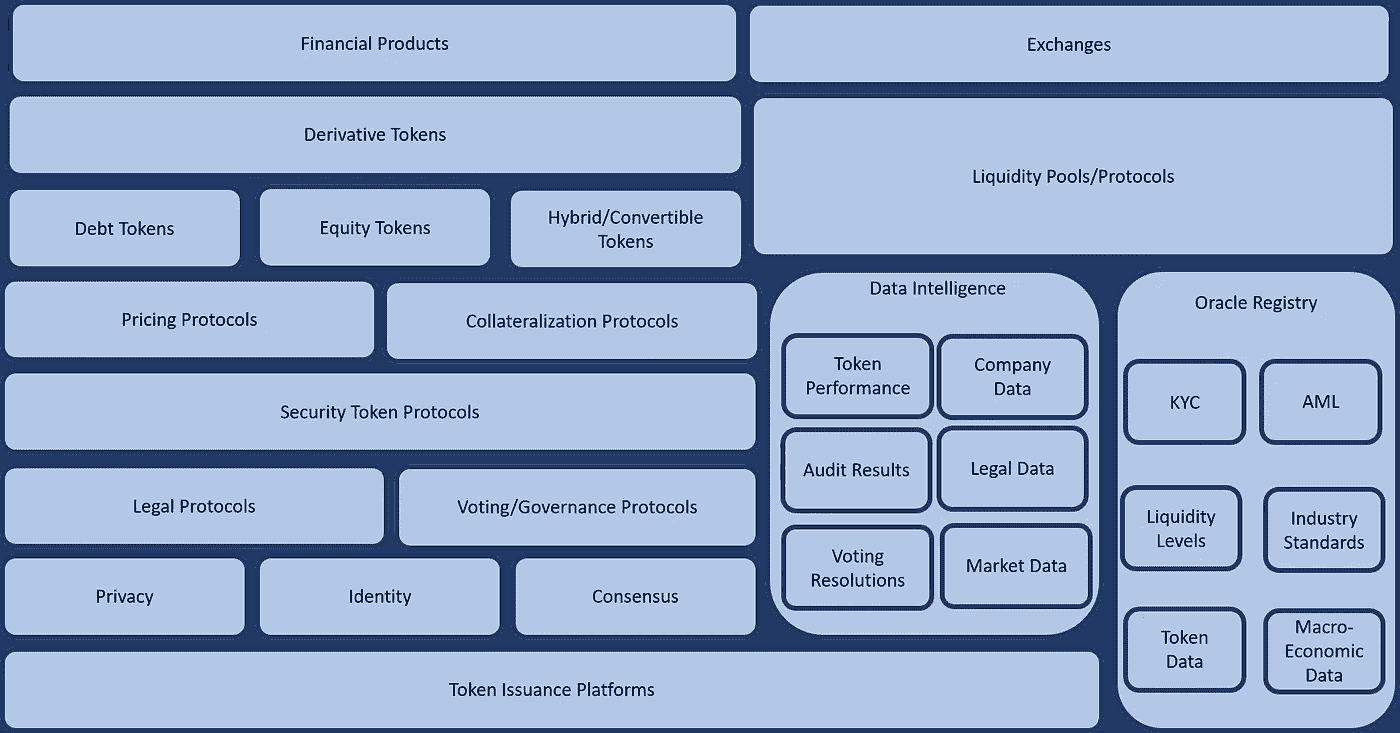 Financial Products
Exchanges
Derivative Tokens
Liquidity Pools/Protocols
Debt Tokens
Equity Tokens
Hybrid/Convertible
Tokens
Pricing Protocols
Collateralization Protocols
Security Token Protocols
Legal Protocols
Voting/Governance Protocols
Privacy
Identity
Consensus
Token Issuance Platforms
Data Intelligence
Token
Performance
Company
Data
Audit Results
Legal Data
Voting
Resolutions
Market Data
Oracle Registry
KYC
AML
Liquidity
Levels
Industry
Standards
Token
Data
Macro-
Economic
Data